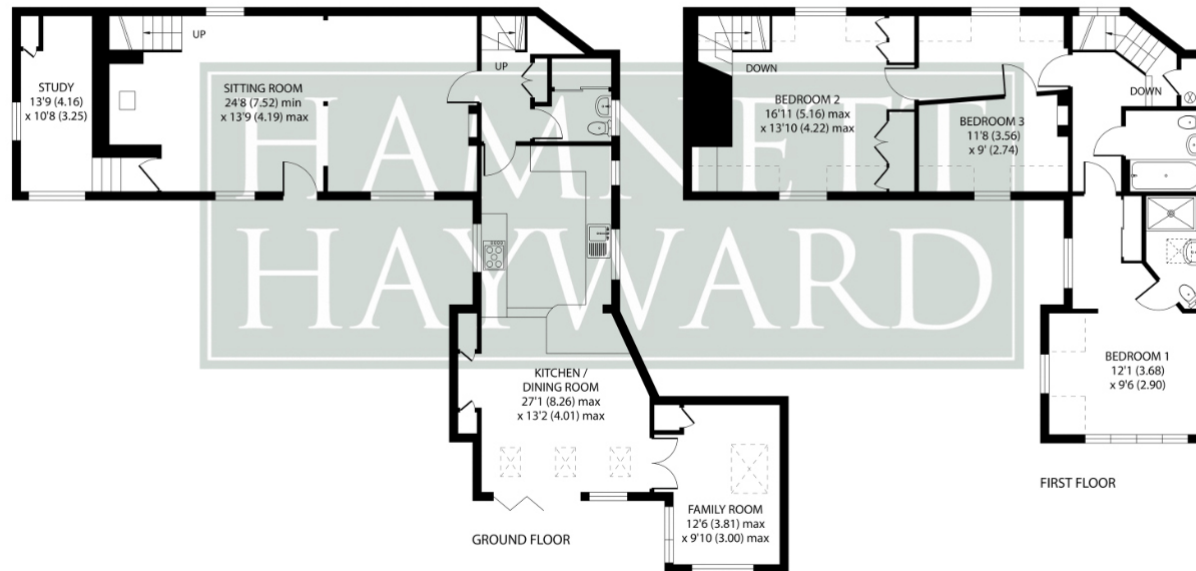 STUDY
13'9 (4.16)
x 10'8 (3.25)
UP
SITTING ROOM
24'8 (7.52) min
x 13'9 (4.19) max
UP
HAMNETT
HAYWARD
KITCHEN /
DINING ROOM
27'1 (8.26) max
x 13'2 (4.01) max
FAMILY ROOM
12'6 (3.81) max
x 9'10 (3.00) max
GROUND FLOOR
DOWN
BEDROOM 2
16'11 (5.16) max
x 13'10 (4.22) max
BEDROOM 3
11'8 (3.56)
x 9' (2.74)
DOWN
BEDROOM 1
12'1 (3.68)
x 9'6 (2.90)
FIRST FLOOR